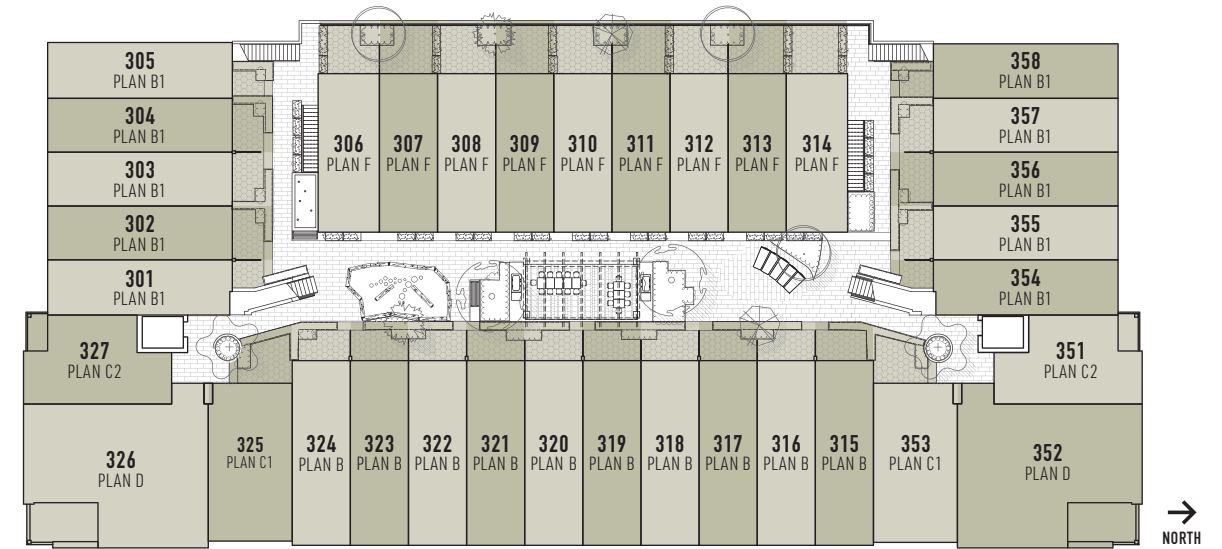 305
PLAN B1
304
PLAN B1
303
PLAN B1
302
PLAN B1
301
PLAN B1
306
PLAN F
307
PLAN F
308
PLAN F
309
PLAN F
310
PLAN F
311
PLAN F
312
PLAN F
313
PLAN F
314
PLAN F
358
PLAN B1
357
PLAN B1
356
PLAN B1
355
PLAN B1
354
PLAN B1
327
PLAN C2
326
PLAN D
325
PLAN C1
324
PLAN B
323
PLAN B
322
PLAN B
321
PLAN B
320
PLAN B
319
PLAN B
318
PLAN B
317
PLAN B
316
PLAN B
315
PLAN B
353
PLAN C1
351
PLAN C2
352
PLAN D
NORTH